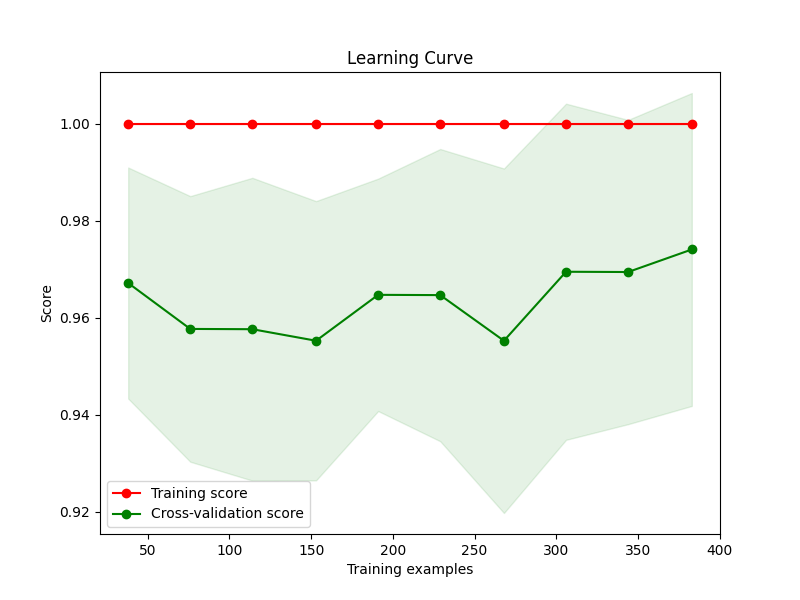 Learning Curve
1.00
0.98
0.96
0.94
0.92
Score
Training score
Cross-validation score
50 100 150 200 250 300 350 400
Training examples